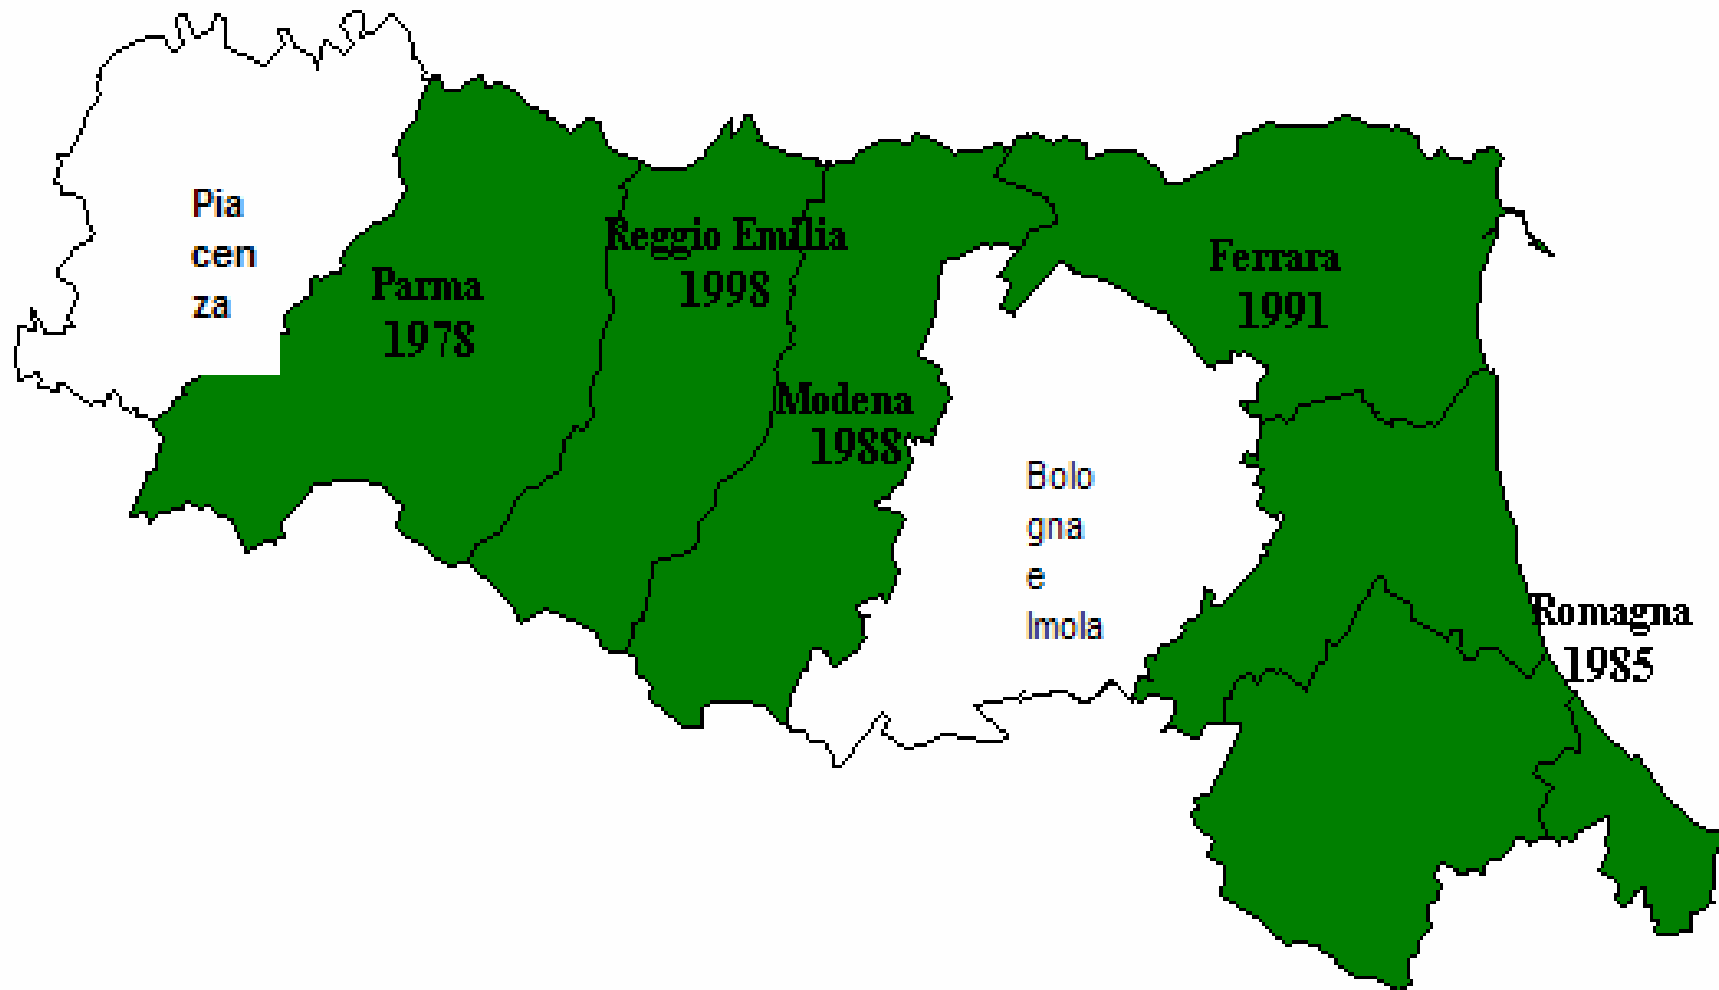 Pia
cen
za
Parma
1978
Reggio Emilia
1998
Modena
1988
Ferrara
1991
Bolo
gna
e
Imola
Romagna
1985